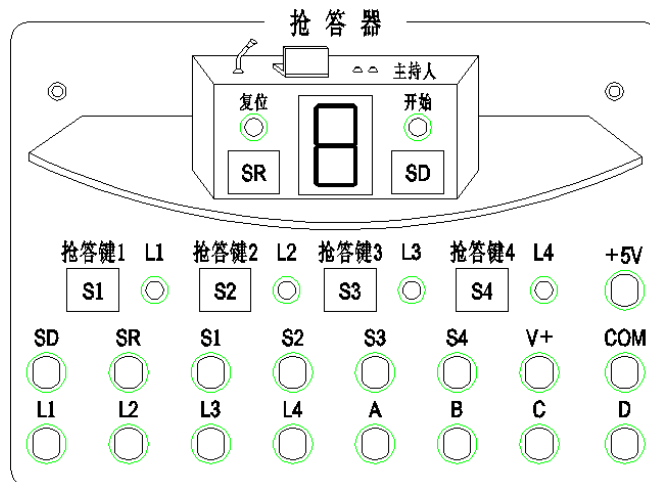 抢答器
主持人
复位 开始
SR SD
抢答键1 L1 抢答键2 L2 抢答键3 L3 抢答键4 L4 +5V
S1 S2 S3 S4
SD SR S1 S2 S3 S4 V+ COM
L1 L2 L3 L4 A B C D